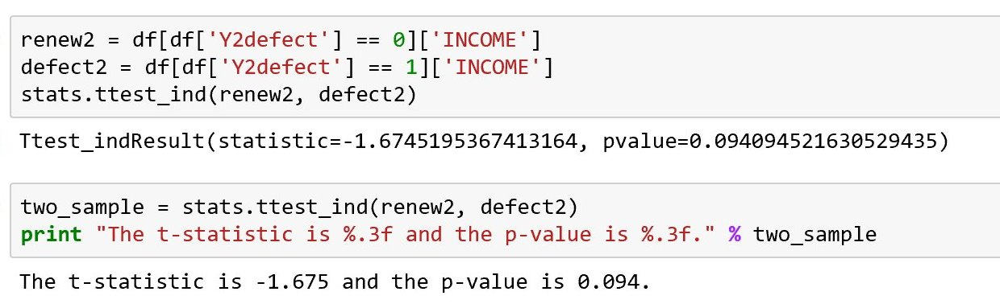 renew2 = df[df['Y2defect'] == 0]['INCOME']
defect2 = df[df['Y2defect'] == 1]['INCOME']
stats.ttest_ind(renew2, defect2)
Ttest_indResult(statistic=-1.6745195367413164, pvalue=0.094094521630529435)
two_sample = stats.ttest_ind(renew2, defect2)
print "The t-statistic is %.3f and the p-value is %.3f." % two_sample
The t-statistic is -1.675 and the p-value is 0.094.